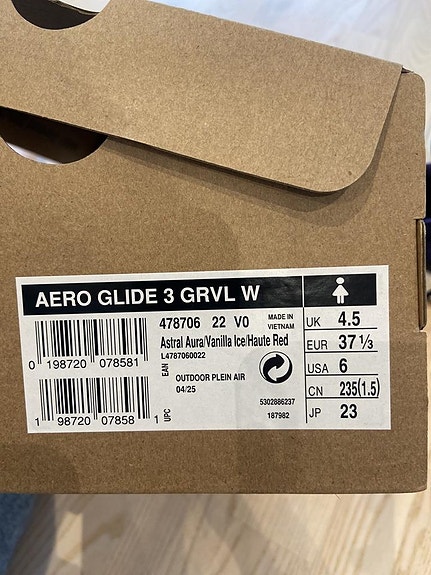 AERO GLIDE 3 GRVL W
478706 22 V0
MADE IN
VIETNAM
Astral Aura/Vanilla Ice/Haute Red
L4787060022
EAN
0 198720 078581
OUTDOOR PLEIN AIR
04/25
5302886237
187982
1 98720 07858 1
UPC
UK 4.5
EUR 37 1/3
USA 6
CN 235(1.5)
JP 23